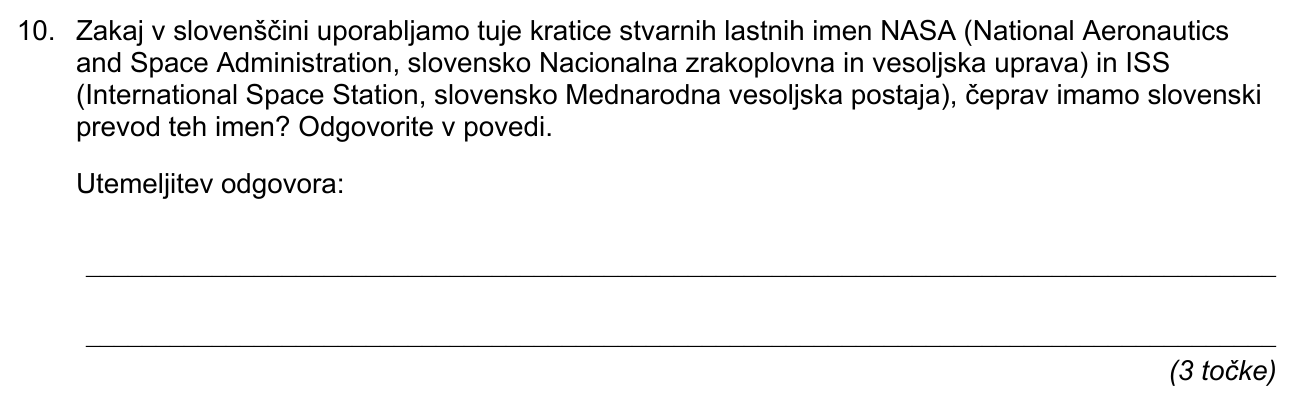 10. Zakaj v slovenščini uporabljamo tuje kratice stvarnih lastnih imen NASA (National Aeronautics
and Space Administration, slovensko Nacionalna zrakoplovna in vesoljska uprava) in ISS
(International Space Station, slovensko Mednarodna vesoljska postaja), čeprav imamo slovenski
prevod teh imen? Odgovorite v povedi.
Utemeljitev odgovora:
(3 točke)